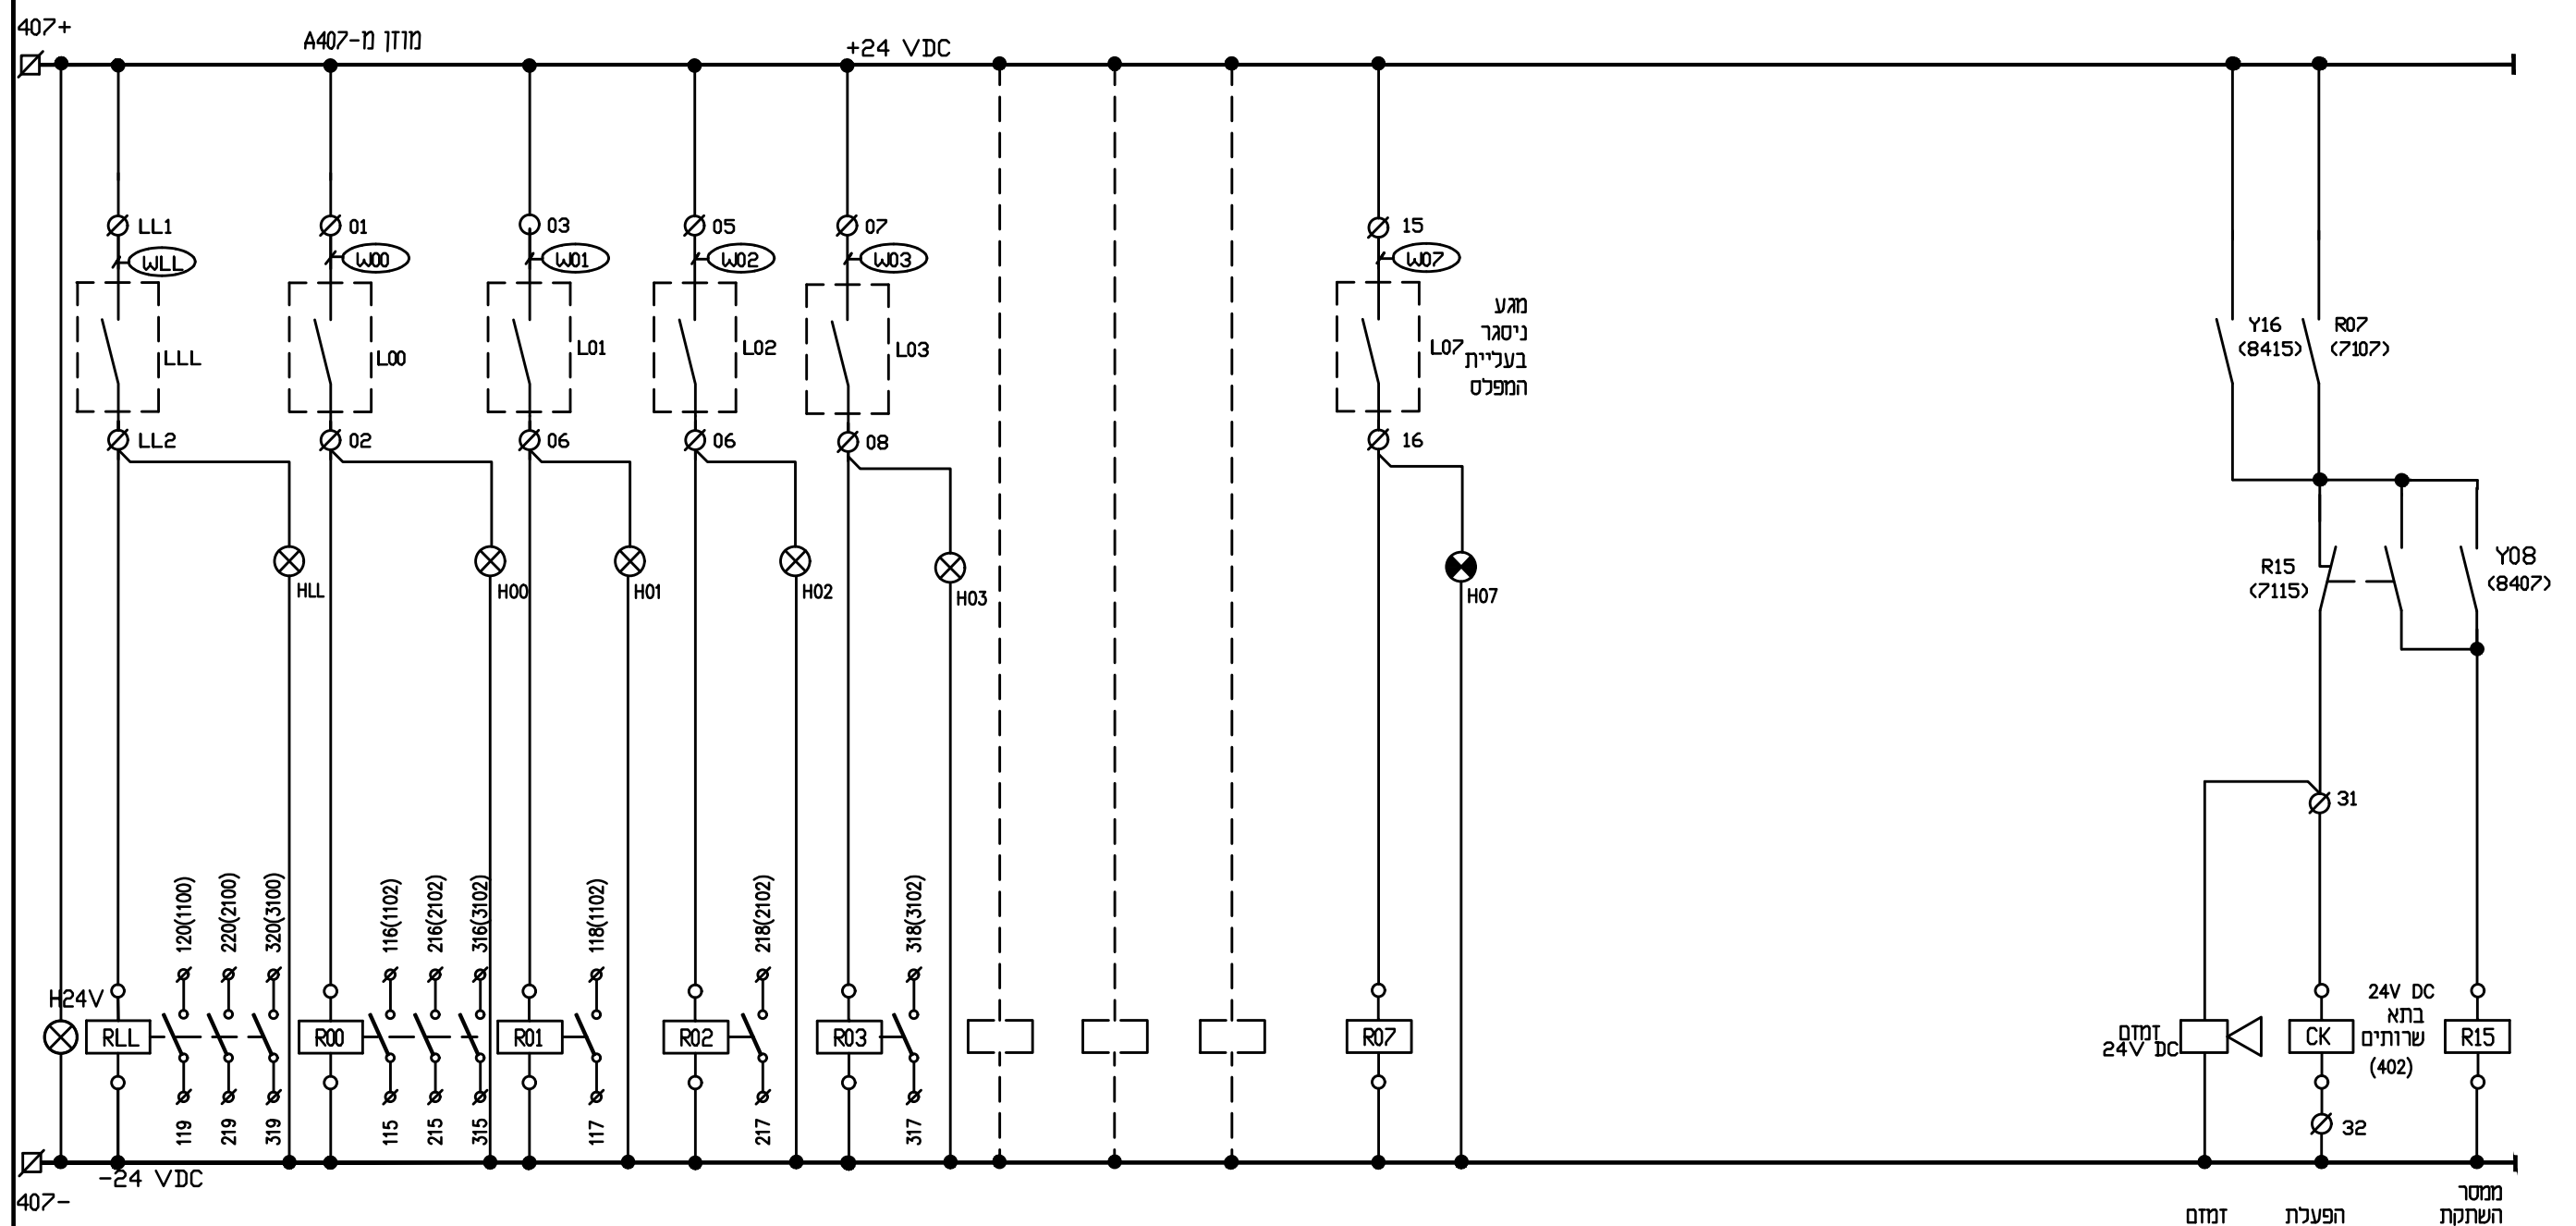 407+
מוזן מ-A407
+24 VDC
LL1
01
03
05
07
15
WLL
W00
W01
W02
W03
W07
מגע
ניסגר
בעליית
המפלס
LLL
L00
L01
L02
L03
L07
Y16
(8415)
R07
(7107)
LL2
02
06
06
08
16
HLL
H00
H01
H02
H03
H07
R15
(7115)
Y08
(8407)
31
120(1100)
220(2100)
320(3100)
116(1102)
216(2102)
316(3102)
118(1102)
218(2102)
318(3102)
H24V
RLL
R00
R01
R02
R03
R07
זמזם
24V DC
CK
24V DC
בתא
שרותים
(402)
R15
119
219
319
115
215
315
117
217
317
32
-24 VDC
407-
זמזם
הפעלת
ממסר
השתקת